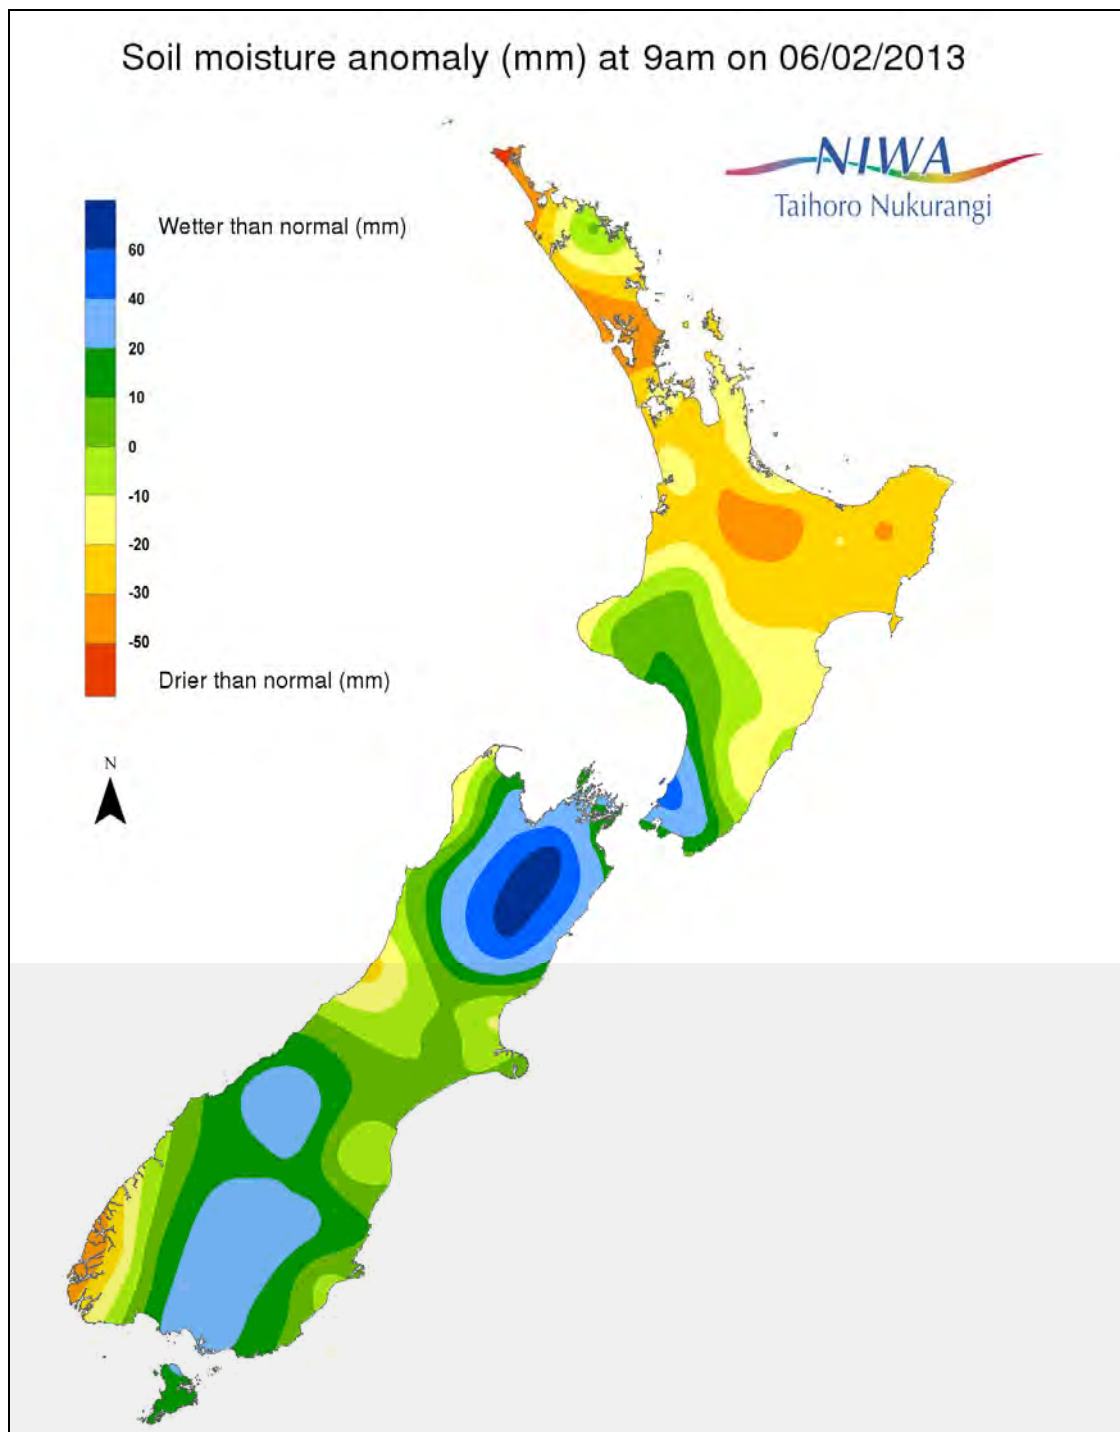 Soil moisture anomaly (mm) at 9am on 06/02/2013
NIWA
Taihoro Nukurangi
Wetter than normal (mm)
60
40
20
10
0
-10
-20
-30
-50
Drier than normal (mm)
N